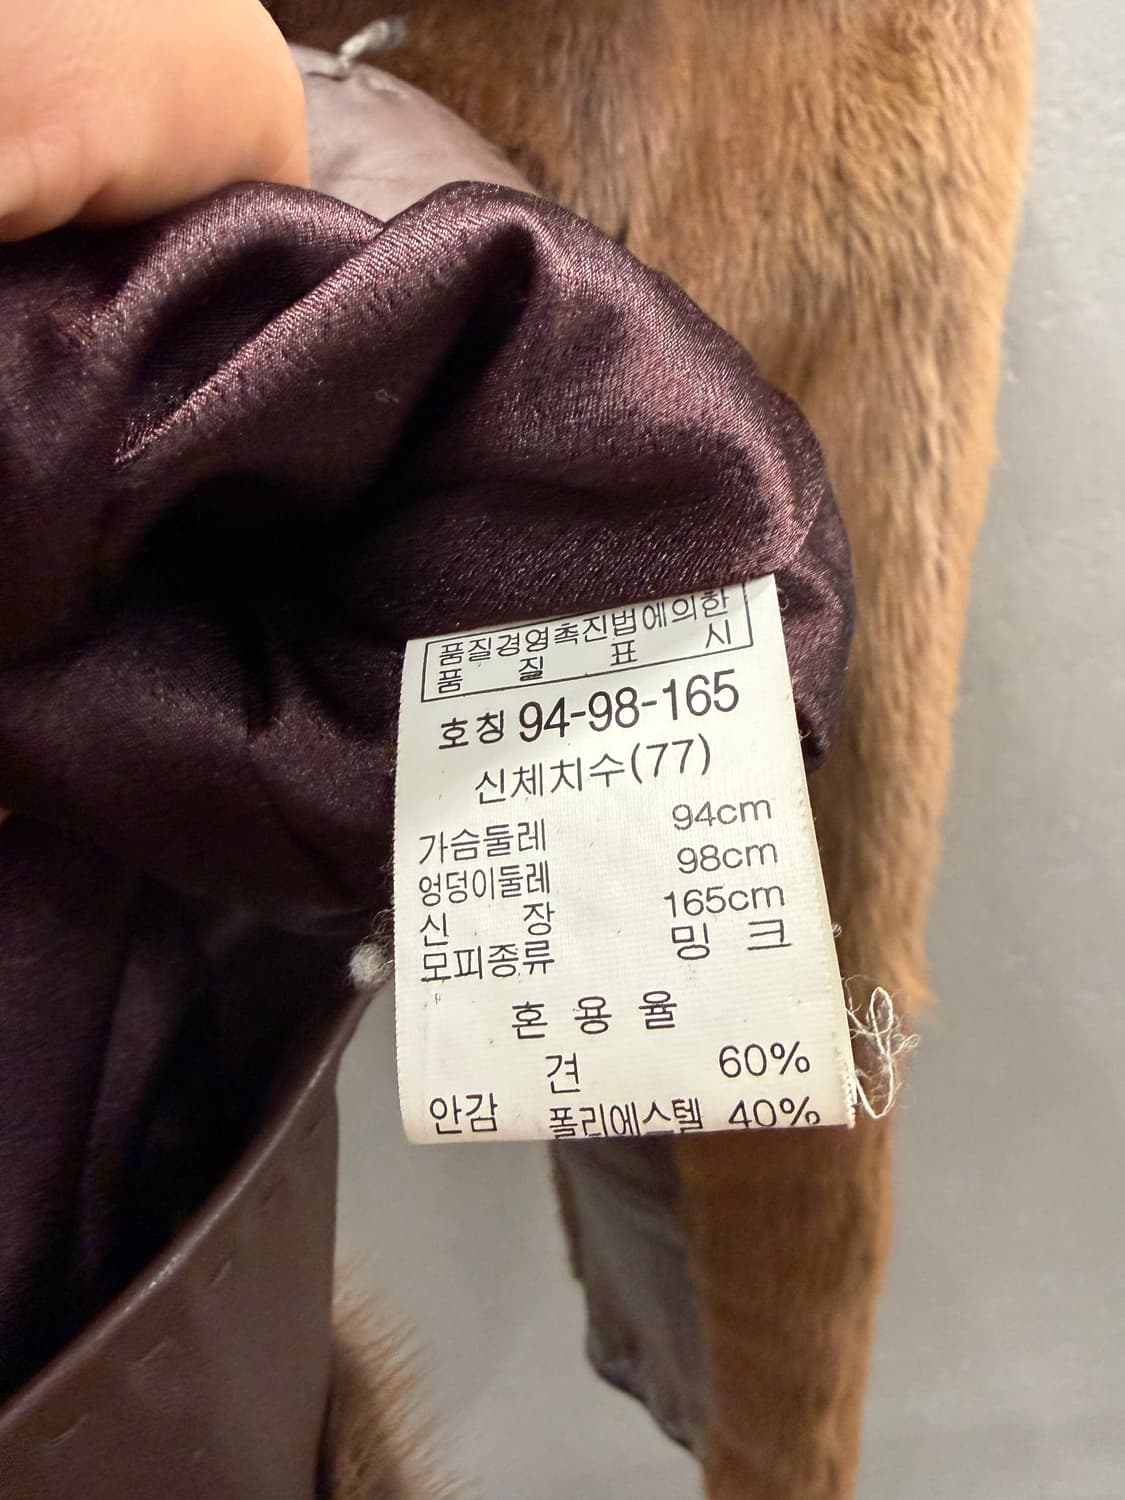 품질경영촉진법에의한
품 질 표 시
호칭 94-98-165
신체치수(77)
가슴둘레 94cm
엉덩이둘레 98cm
신 장 165cm
모피종류 밍 크
혼 용 율
견 60%
안감 폴리에스텔 40%